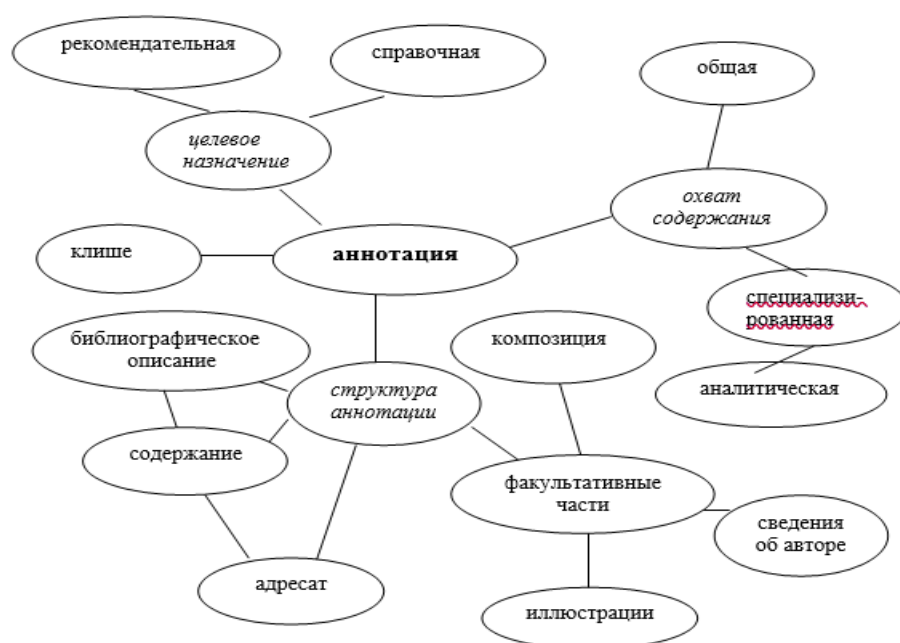 рекомендательная
справочная
общая
целевое
назначение
охват
содержания
клише
аннотация
специализи-
рованная
библиографическое
описание
композиция
структура
аннотации
аналитическая
содержание
факультативные
части
сведения
об авторе
адресат
иллюстрации